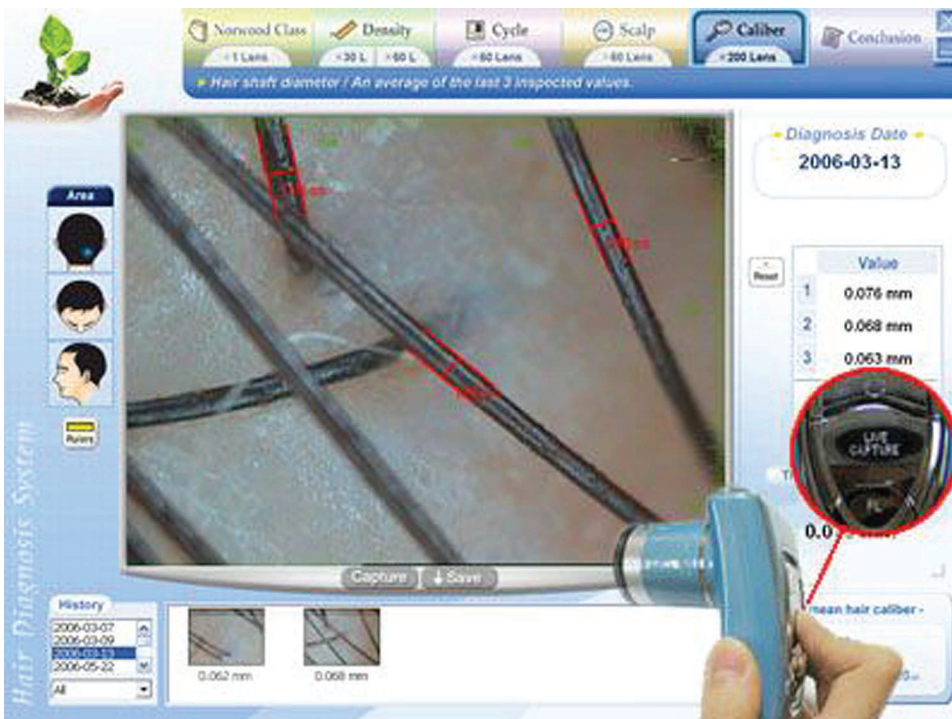 Norwood Class
Density
Cycle
Scalp
Caliber
Conclusion
×1 Lens
×30 L
×60 L
×60 Lens
×60 Lens
×200 Lens
Hair shaft diameter / An average of the last 3 inspected values.
Diagnosis Date
2006-03-13
Area
Reset
Value
1 0.076 mm
2 0.068 mm
3 0.063 mm
LIVE
CAPTURE
Rulers
Hair Diagnosis System
Capture
↓ Save
History
2006-03-07
2006-03-09
2006-03-13
2006-05-22
All
0.062 mm
0.068 mm
mean hair caliber -